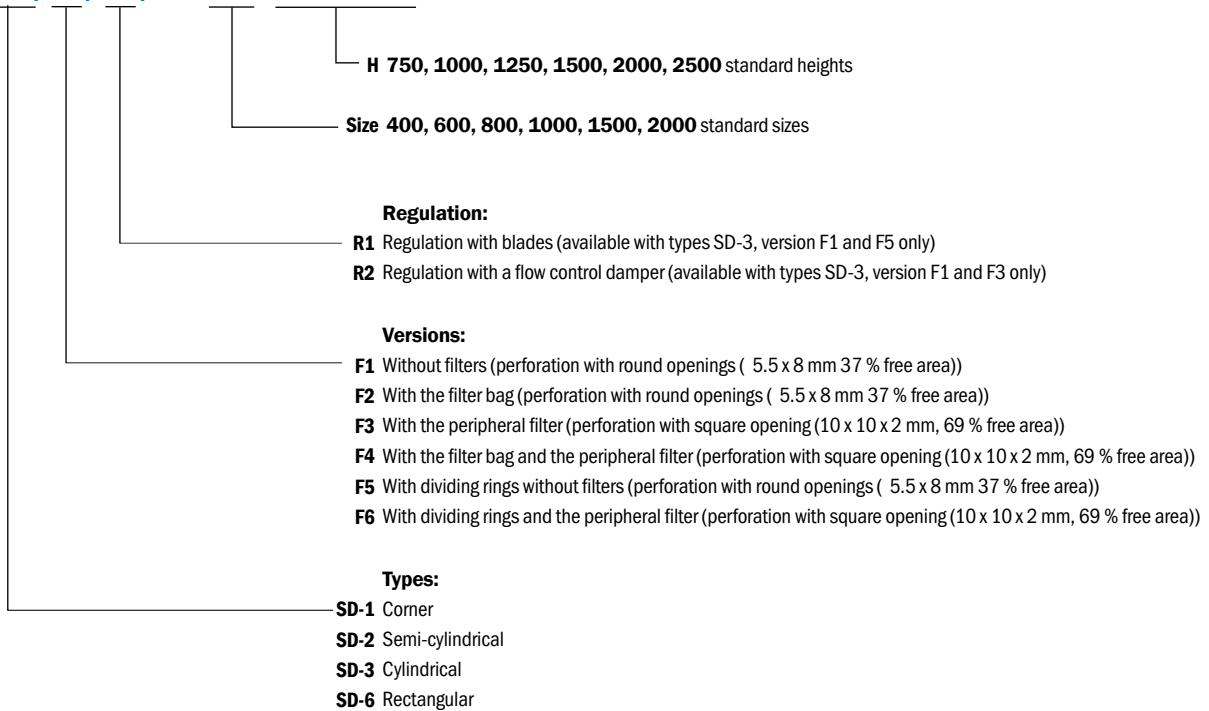 H 750, 1000, 1250, 1500, 2000, 2500 standard heights
Size 400, 600, 800, 1000, 1500, 2000 standard sizes
Regulation:
R1 Regulation with blades (available with types SD-3, version F1 and F5 only)
R2 Regulation with a flow control damper (available with types SD-3, version F1 and F3 only)
Versions:
F1 Without filters (perforation with round openings ( 5.5 x 8 mm 37 % free area))
F2 With the filter bag (perforation with round openings ( 5.5 x 8 mm 37 % free area))
F3 With the peripheral filter (perforation with square opening (10 x 10 x 2 mm, 69 % free area))
F4 With the filter bag and the peripheral filter (perforation with square opening (10 x 10 x 2 mm, 69 % free area))
F5 With dividing rings without filters (perforation with round openings ( 5.5 x 8 mm 37 % free area))
F6 With dividing rings and the peripheral filter (perforation with square opening (10 x 10 x 2 mm, 69 % free area))
Types:
SD-1 Corner
SD-2 Semi-cylindrical
SD-3 Cylindrical
SD-6 Rectangular